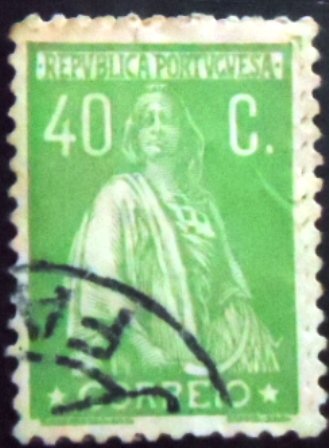 ·REPVBLICA PORTVGVESA·
40 C.
CORREIO